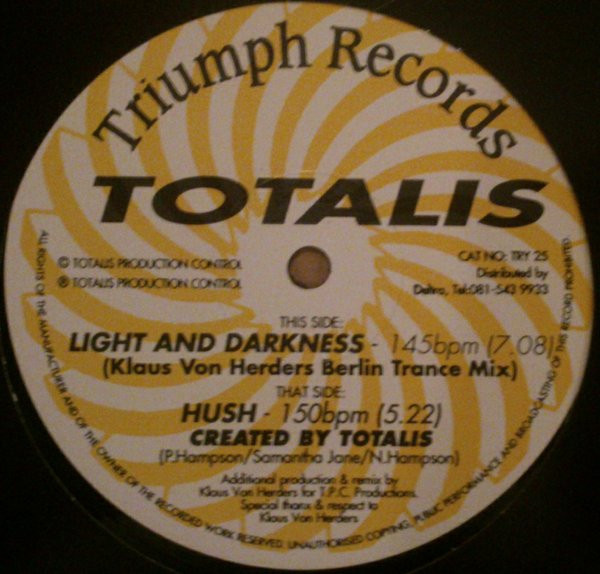 Triumph Records
TOTALIS
© TOTALIS PRODUCTION CONTROL
℗ TOTALIS PRODUCTION CONTROL
CAT NO: TRY 25
Distributed by
Delta, Tel:081-543 9933
THIS SIDE:
LIGHT AND DARKNESS - 145bpm (7.08)
(Klaus Von Herders Berlin Trance Mix)
THAT SIDE:
HUSH - 150bpm (5.22)
CREATED BY TOTALIS
(P.Hampson/Samantha Jane/N.Hampson)
Additional production & remix by
Klaus Von Herders for T.P.C. Productions.
Special thanx & respect to
Klaus Von Herders
ALL RIGHTS OF THE MANUFACTURER AND OF THE OWNER OF THE RECORDED WORK RESERVED. UNAUTHORISED COPYING, PUBLIC PERFORMANCE AND BROADCASTING OF THIS RECORD PROHIBITED.